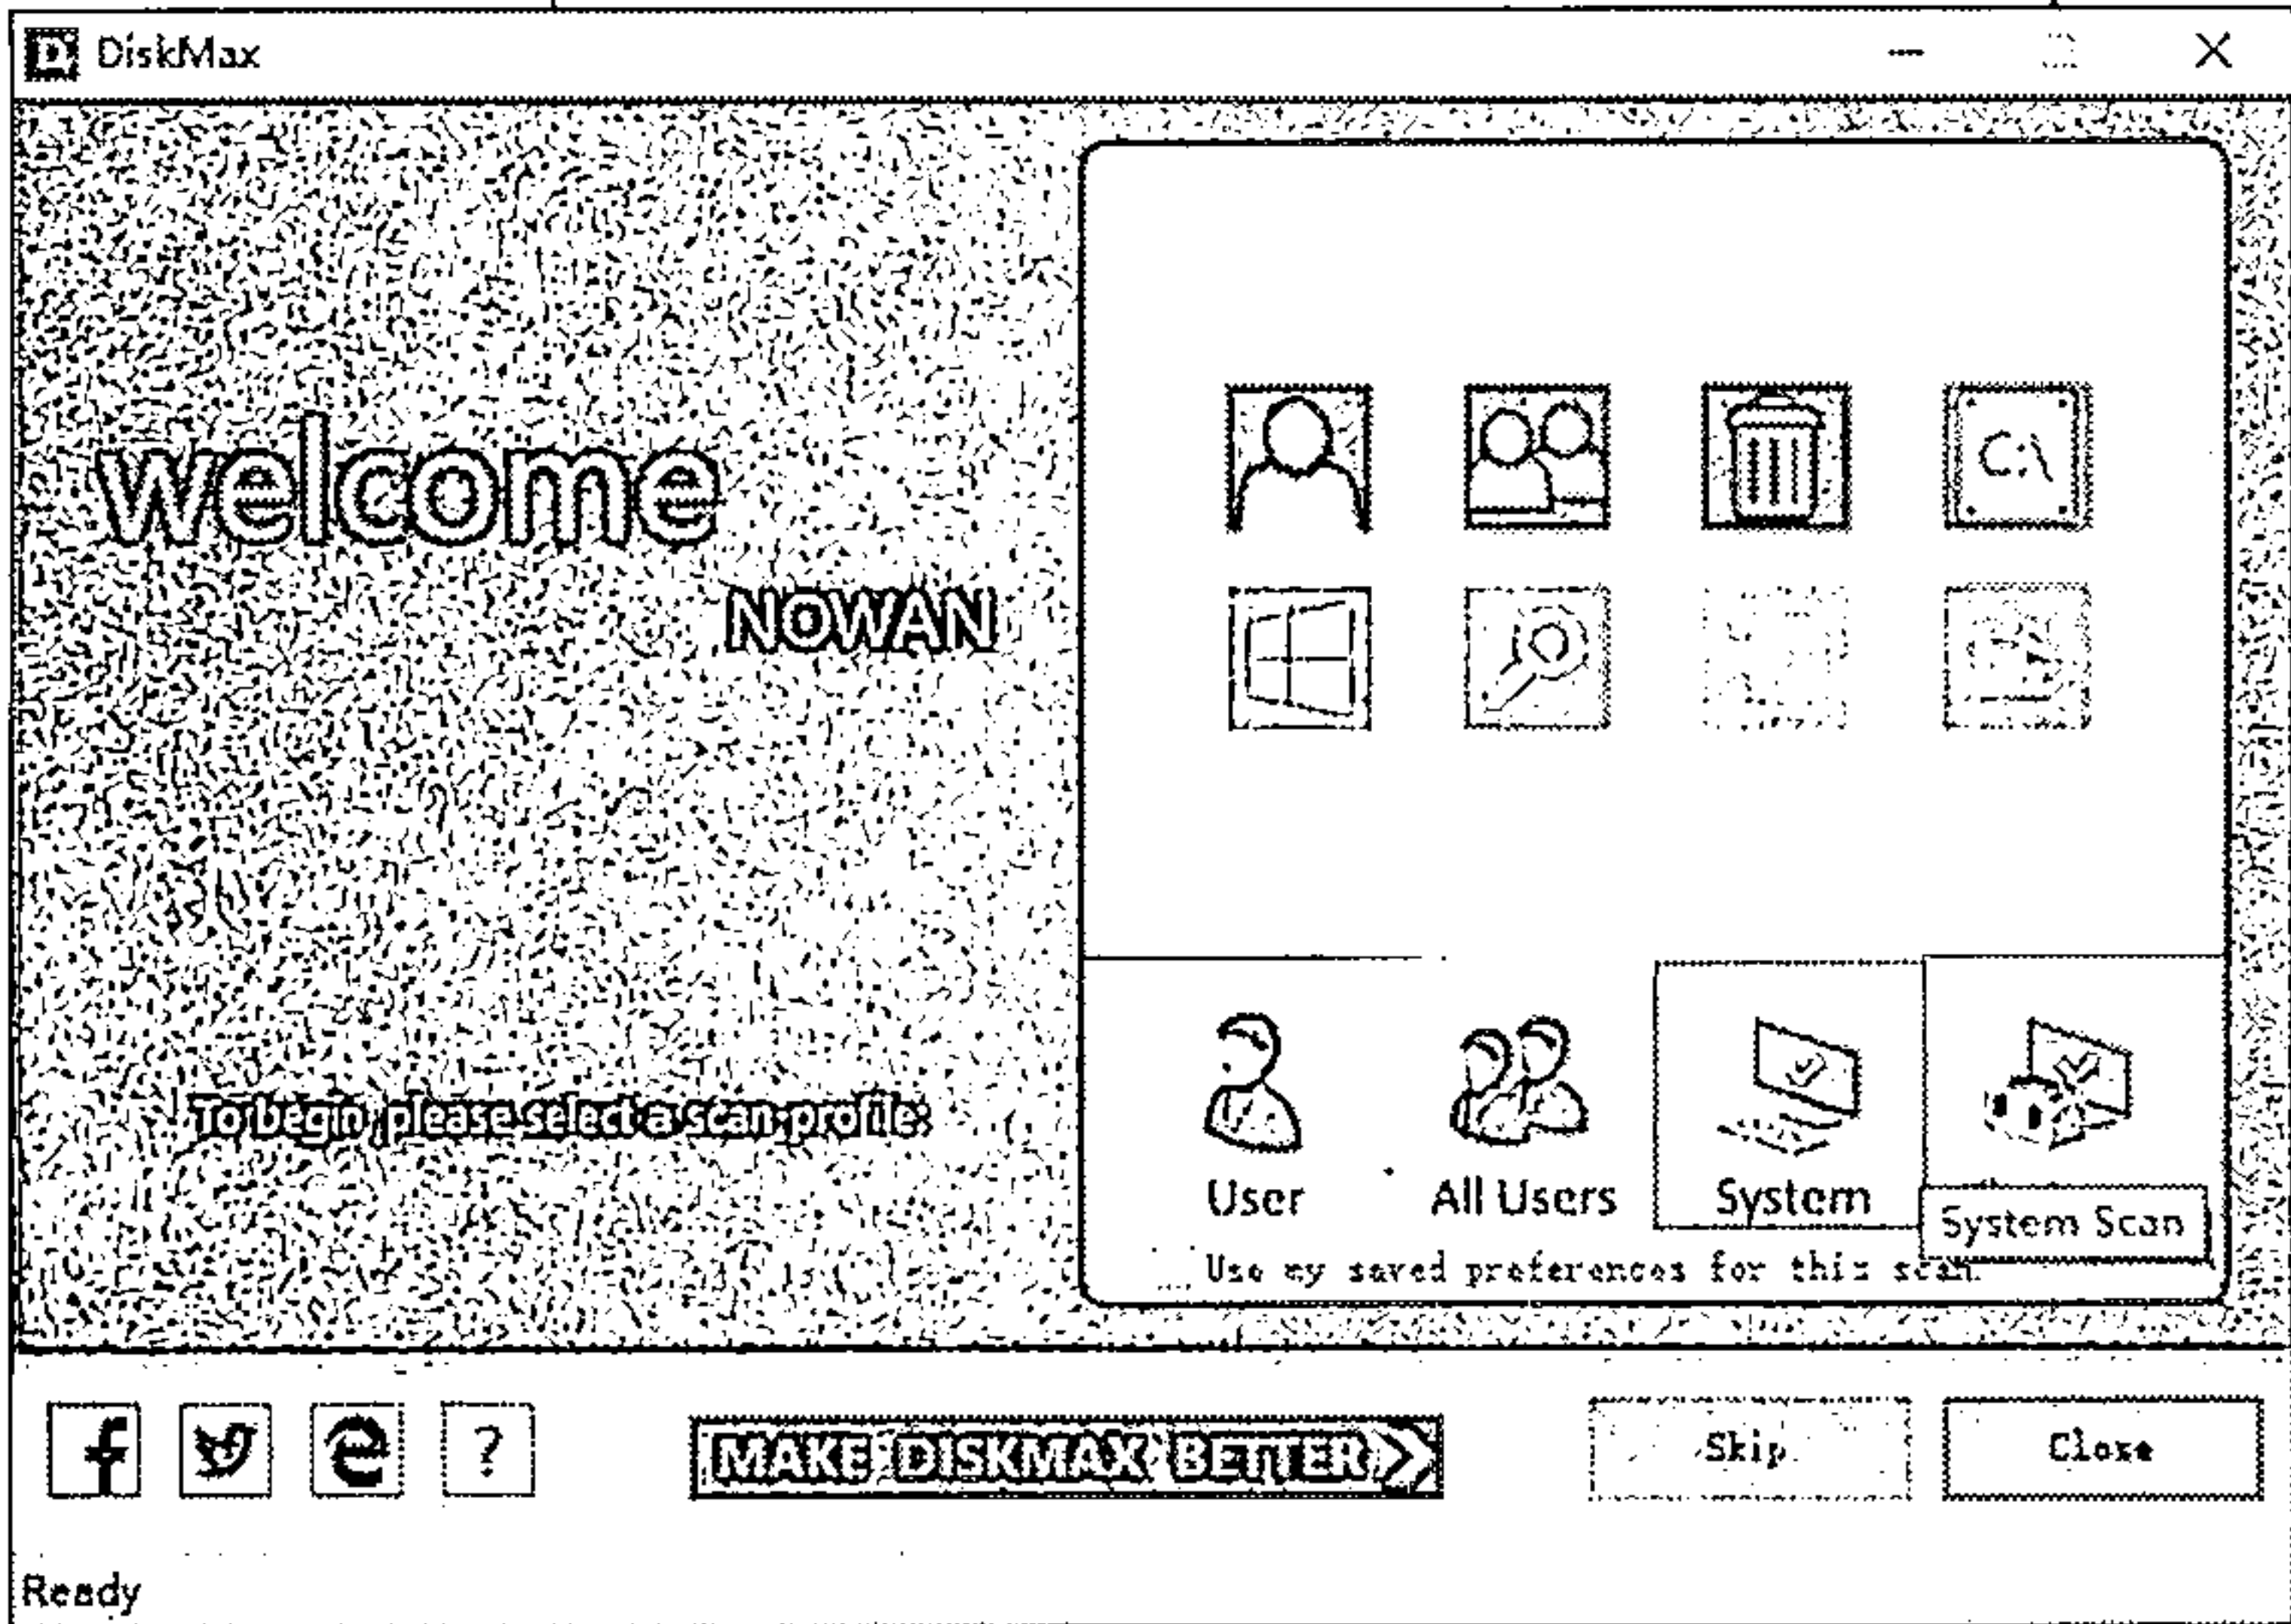 DiskMax
C:\
welcome
NOWAN
To begin, please select a scan profile:
User
All Users
System
System Scan
Use my saved preferences for this scan
?
MAKE DISKMAX BETTER
Skip
Close
Ready